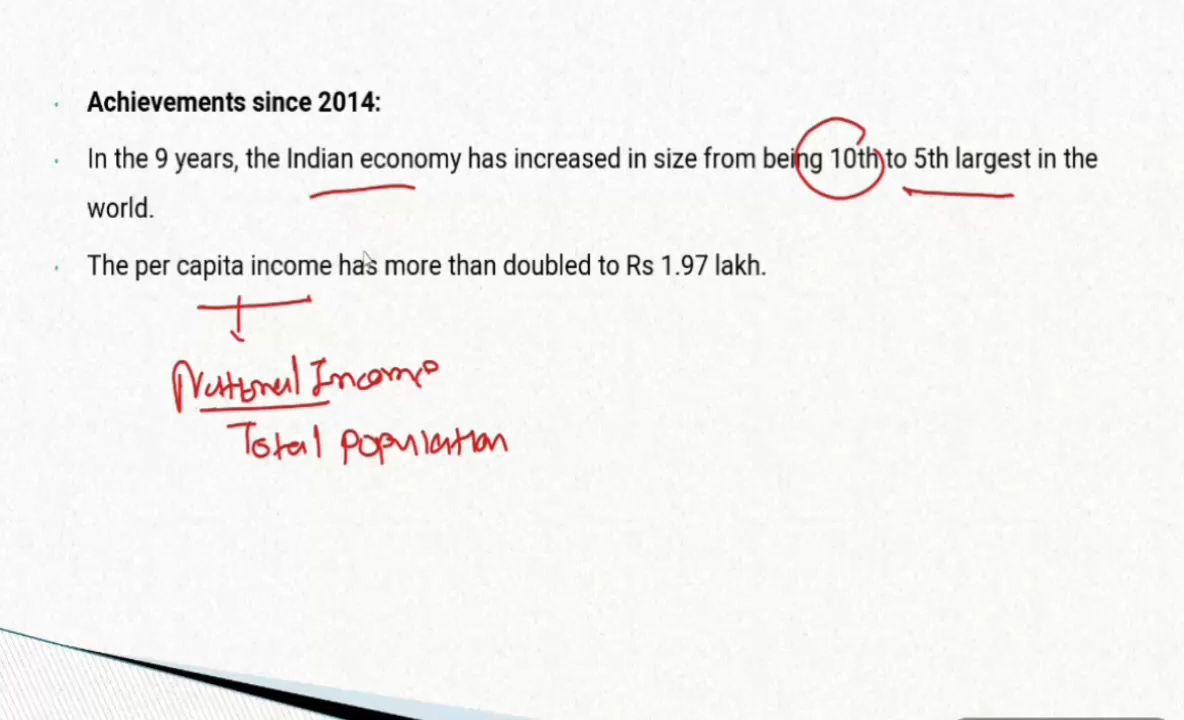 Achievements since 2014:
In the 9 years, the Indian economy has increased in size from being 10th to 5th largest in the
world.
The per capita income has more than doubled to Rs 1.97 lakh.
National Income
Total Population